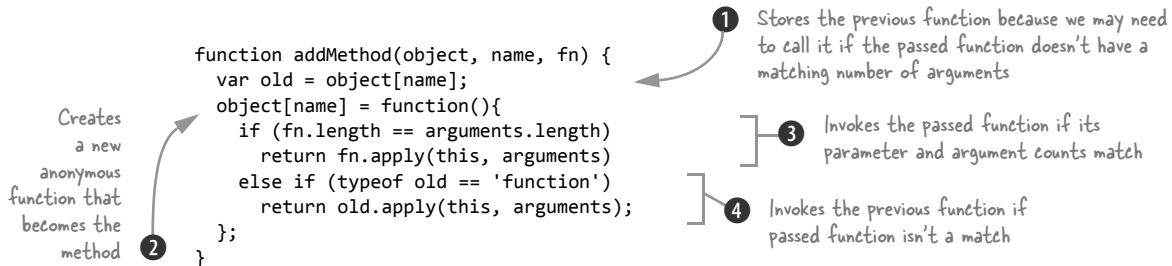 1 Stores the previous function because we may need
to call it if the passed function doesn't have a
matching number of arguments
function addMethod(object, name, fn) {
var old = object[name];
object[name] = function(){
if (fn.length == arguments.length)
return fn.apply(this, arguments)
else if (typeof old == 'function')
return old.apply(this, arguments);
};
}
Creates
a new
anonymous
function that
becomes the
method 2
3 Invokes the passed function if its
parameter and argument counts match
4 Invokes the previous function if
passed function isn't a match